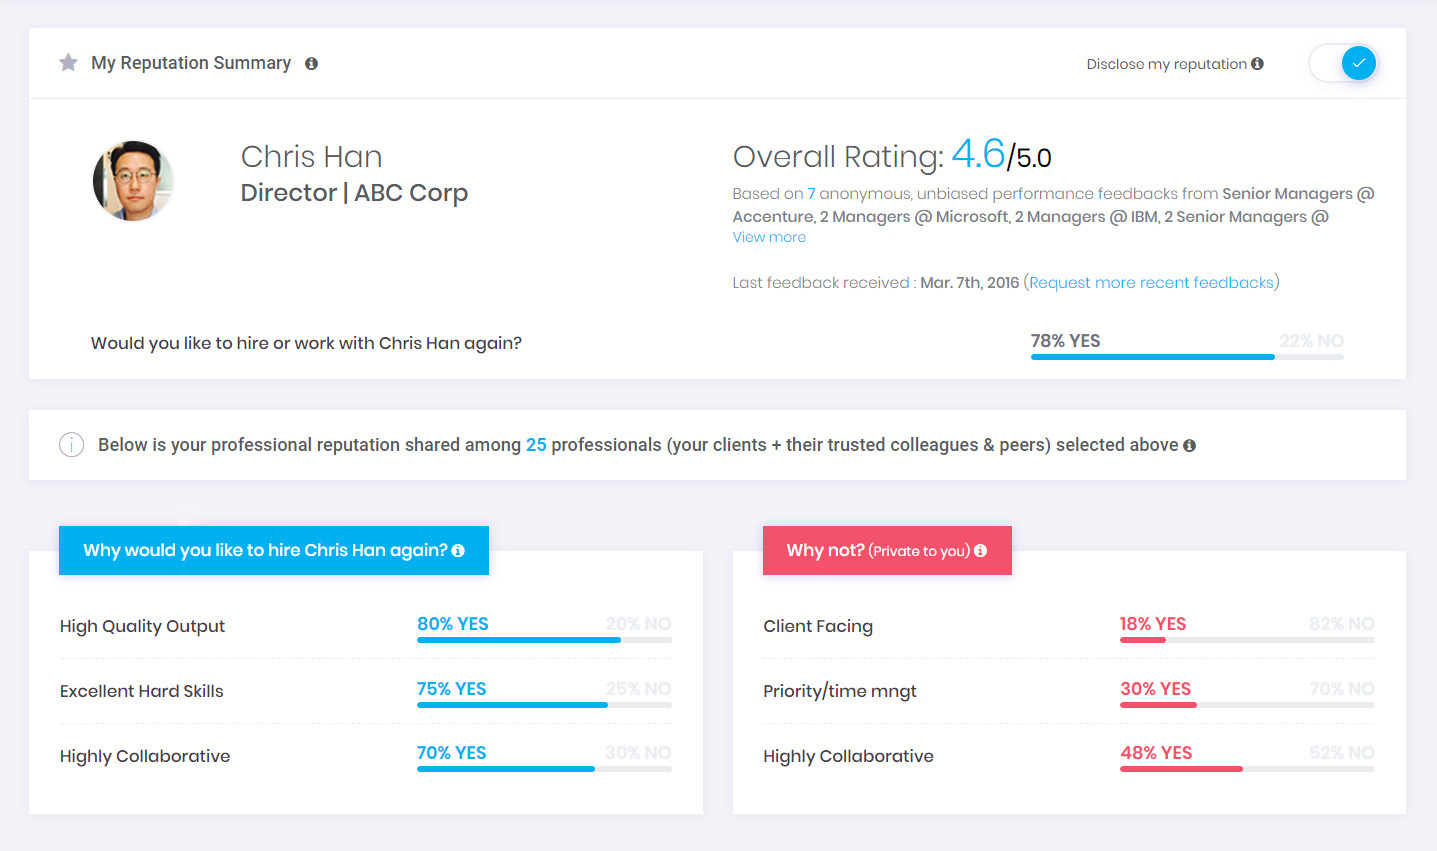 My Reputation Summary
Disclose my reputation
Chris Han
Director | ABC Corp
Overall Rating: 4.6/5.0
Based on 7 anonymous, unbiased performance feedbacks from Senior Managers @
Accenture, 2 Managers @ Microsoft, 2 Managers @ IBM, 2 Senior Managers @
View more
Last feedback received : Mar. 7th, 2016 (Request more recent feedbacks)
Would you like to hire or work with Chris Han again?
78% YES
22% NO
Below is your professional reputation shared among 25 professionals (your clients + their trusted colleagues & peers) selected above
Why would you like to hire Chris Han again?
High Quality Output
80% YES
20% NO
Excellent Hard Skills
75% YES
25% NO
Highly Collaborative
70% YES
30% NO
Why not? (Private to you)
Client Facing
18% YES
82% NO
Priority/time mngt
30% YES
70% NO
Highly Collaborative
48% YES
52% NO